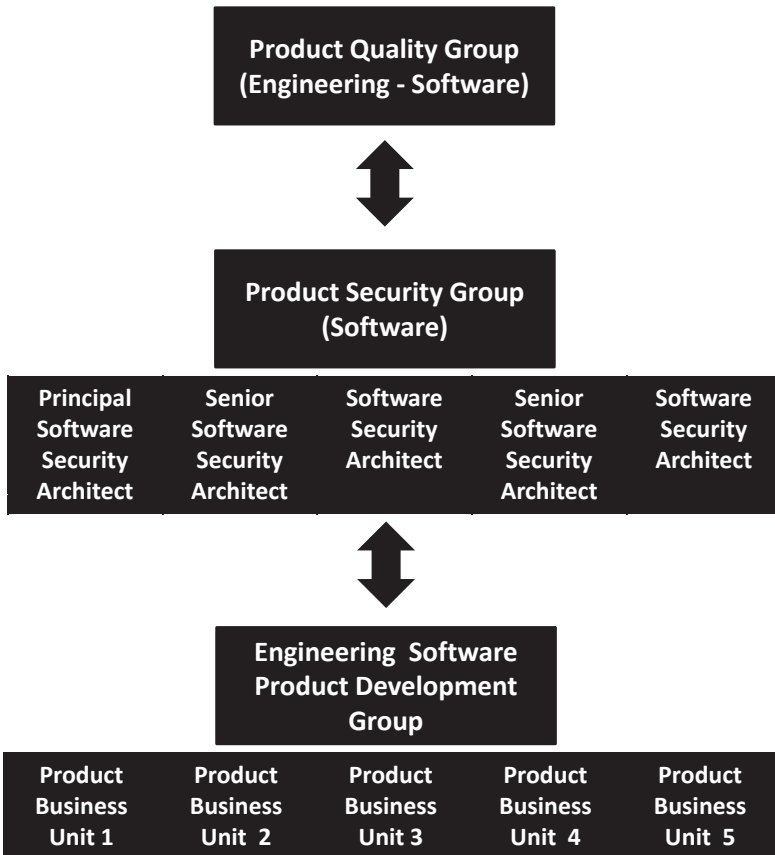 Product Quality Group
(Engineering - Software)
Product Security Group
(Software)
Principal
Software
Security
Architect
Senior
Software
Security
Architect
Software
Security
Architect
Senior
Software
Security
Architect
Software
Security
Architect
Engineering Software
Product Development
Group
Product
Business
Unit 1
Product
Business
Unit 2
Product
Business
Unit 3
Product
Business
Unit 4
Product
Business
Unit 5